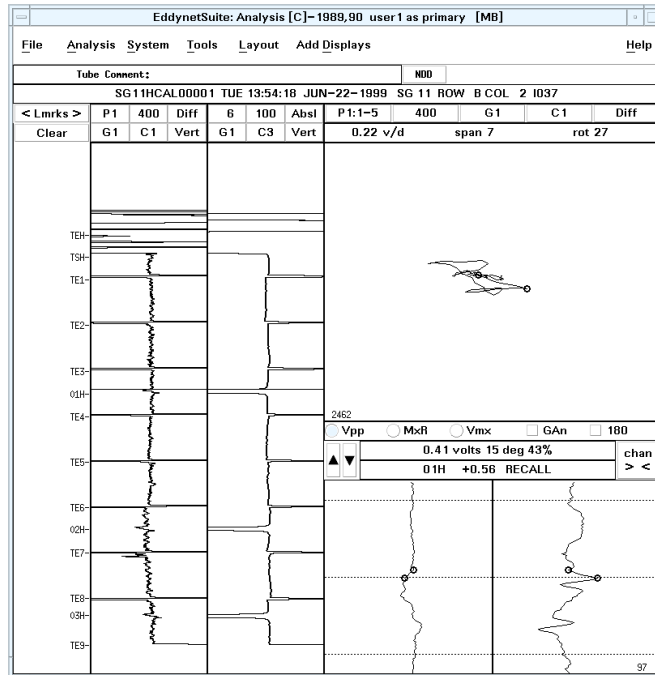 EddynetSuite: Analysis [C]-1989,90 user1 as primary [MB]
File Analysis System Tools Layout Add Displays Help
Tube Comment: NDD
SG11HCAL00001 TUE 13:54:18 JUN-22-1999 SG 11 ROW B COL 2 I037
< Lmrks > P1 400 Diff 6 100 Absl P1:1-5 400 G1 C1 Diff
Clear G1 C1 Vert G1 C3 Vert 0.22 v/d span 7 rot 27
TEH-
TSH-
TE1-
TE2-
TE3-
01H-
TE4-
TE5-
TE6-
02H-
TE7-
TE8-
03H-
TE9-
2462
Vpp MxR Vmx GAn 180
0.41 volts 15 deg 43% chan
01H +0.56 RECALL > <
97